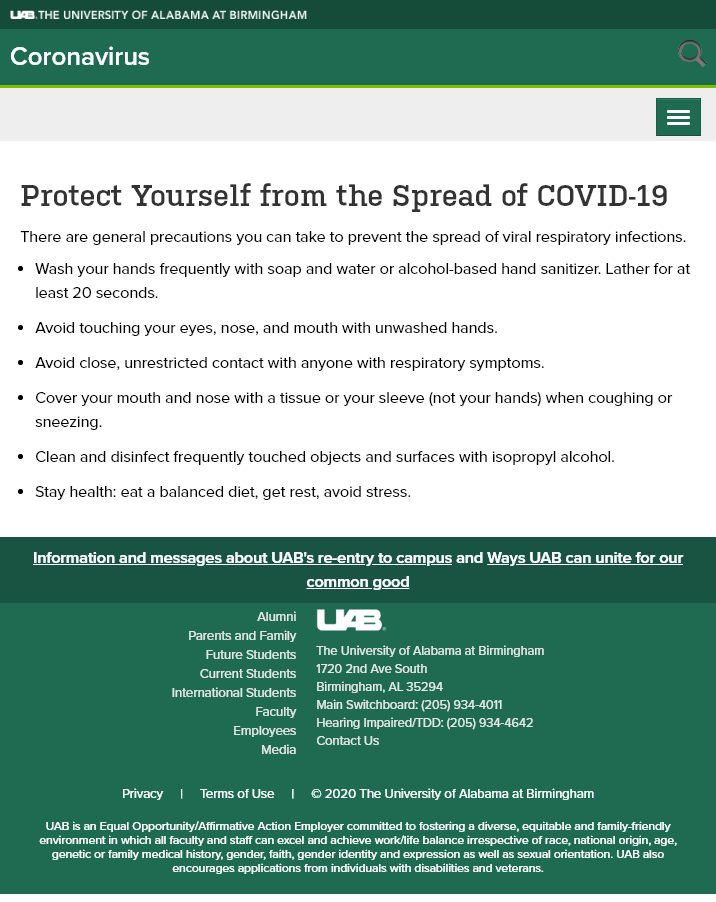 UAB THE UNIVERSITY OF ALABAMA AT BIRMINGHAM
Coronavirus
Protect Yourself from the Spread of COVID-19
There are general precautions you can take to prevent the spread of viral respiratory infections.
• Wash your hands frequently with soap and water or alcohol-based hand sanitizer. Lather for at
least 20 seconds.
• Avoid touching your eyes, nose, and mouth with unwashed hands.
• Avoid close, unrestricted contact with anyone with respiratory symptoms.
• Cover your mouth and nose with a tissue or your sleeve (not your hands) when coughing or
sneezing.
• Clean and disinfect frequently touched objects and surfaces with isopropyl alcohol.
• Stay health: eat a balanced diet, get rest, avoid stress.
Information and messages about UAB's re-entry to campus and Ways UAB can unite for our
common good
Alumni
Parents and Family
Future Students
Current Students
International Students
Faculty
Employees
Media
UAB
The University of Alabama at Birmingham
1720 2nd Ave South
Birmingham, AL 35294
Main Switchboard: (205) 934-4011
Hearing Impaired/TDD: (205) 934-4642
Contact Us
Privacy | Terms of Use | © 2020 The University of Alabama at Birmingham
UAB is an Equal Opportunity/Affirmative Action Employer committed to fostering a diverse, equitable and family-friendly
environment in which all faculty and staff can excel and achieve work/life balance irrespective of race, national origin, age,
genetic or family medical history, gender, faith, gender identity and expression as well as sexual orientation. UAB also
encourages applications from individuals with disabilities and veterans.